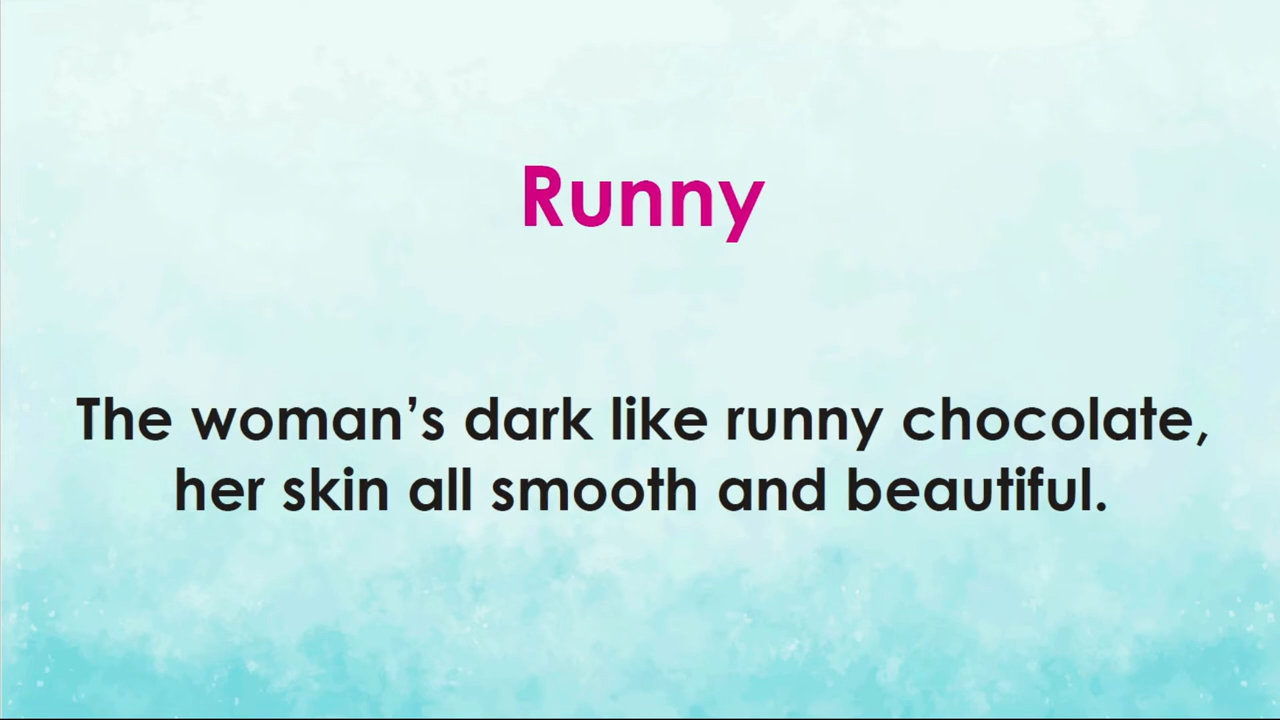 Runny
The woman’s dark like runny chocolate,
her skin all smooth and beautiful.